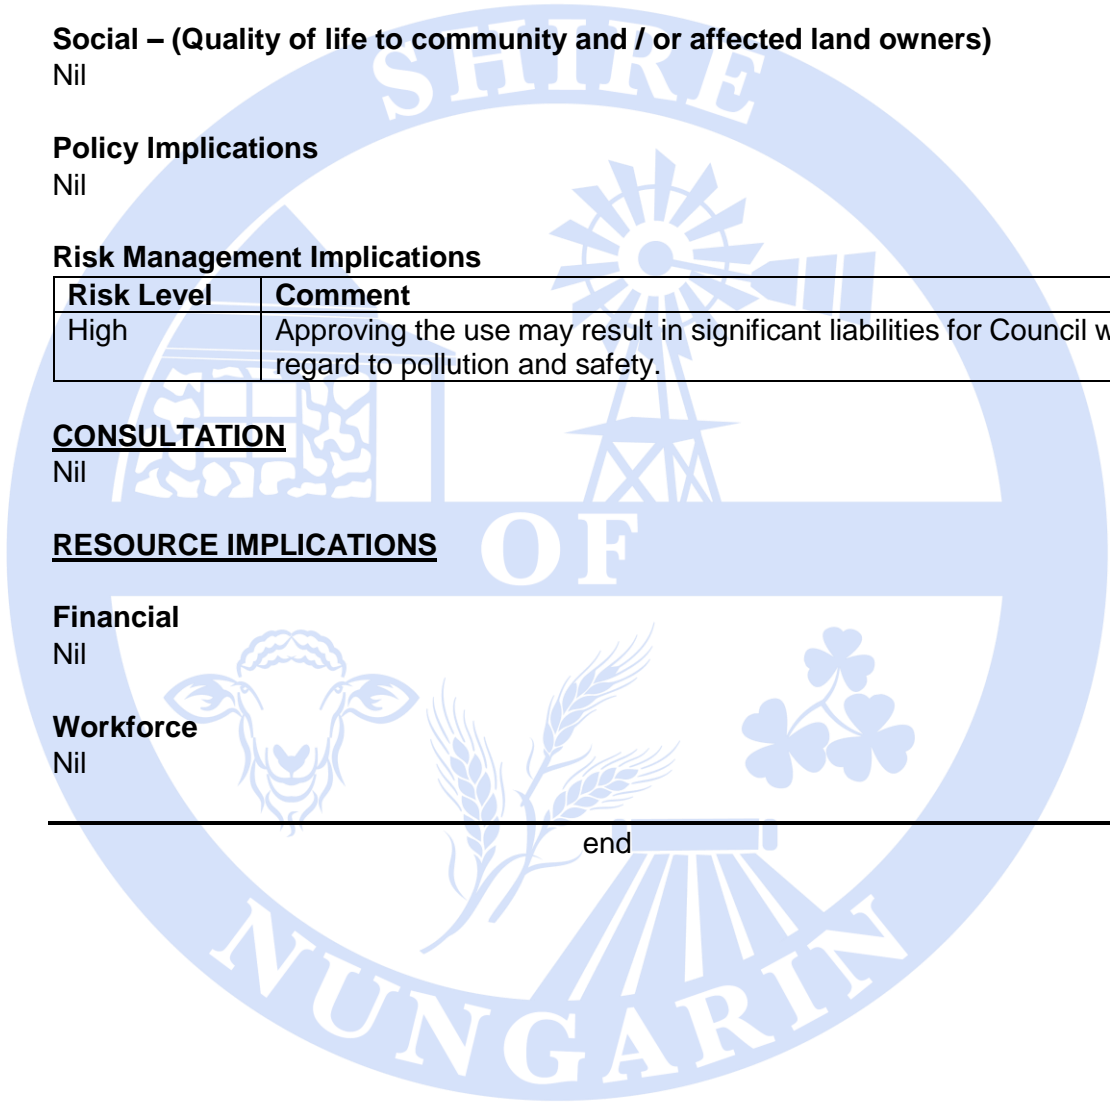 Social – (Quality of life to community and / or affected land owners)
Nil
Policy Implications
Nil
Risk Management Implications
Risk Level Comment
High Approving the use may result in significant liabilities for Council
regard to pollution and safety.
CONSULTATION
Nil
RESOURCE IMPLICATIONS
Financial
Nil
Workforce
Nil
end
SHIRE
OF
NUNGARIN